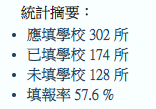 統計摘要：
• 應填學校 302 所
• 已填學校 174 所
• 未填學校 128 所
• 填報率 57.6 %